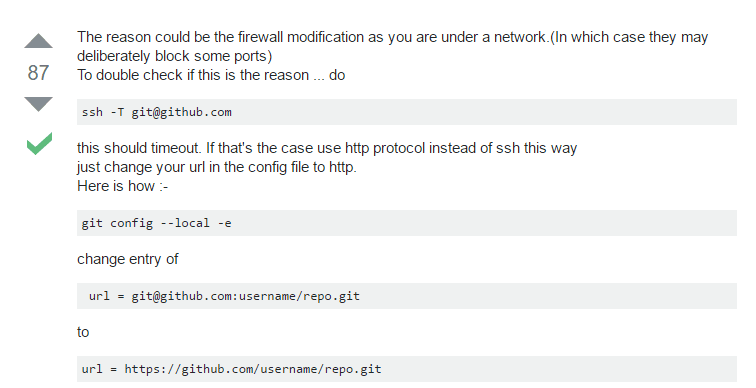 The reason could be the firewall modification as you are under a network.(In which case they may
deliberately block some ports)
87
To double check if this is the reason ... do
ssh -T git@github.com
this should timeout. If that's the case use http protocol instead of ssh this way
just change your url in the config file to http.
Here is how :-
git config --local -e
change entry of
url = git@github.com:username/repo.git
to
url = https://github.com/username/repo.git